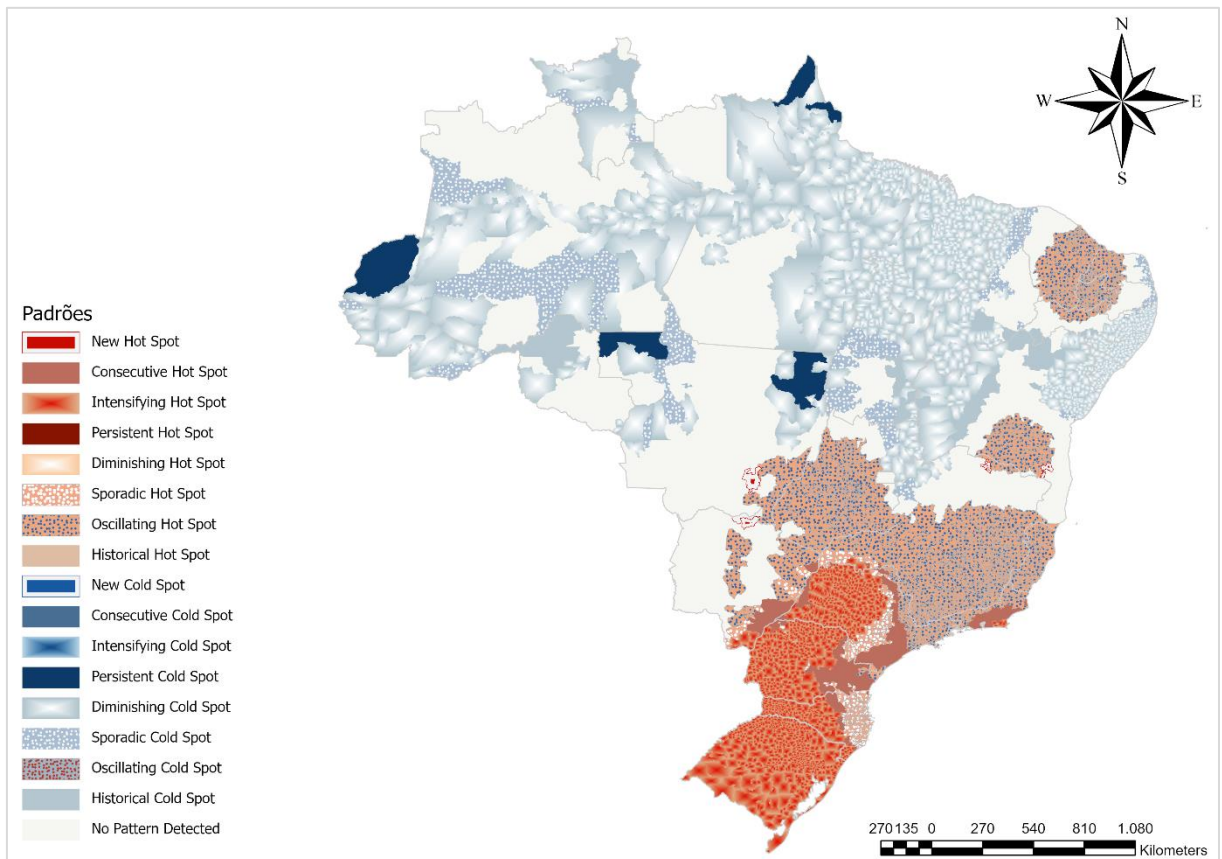 N
W
E
S
Padrões
New Hot Spot
Consecutive Hot Spot
Intensifying Hot Spot
Persistent Hot Spot
Diminishing Hot Spot
Sporadic Hot Spot
Oscillating Hot Spot
Historical Hot Spot
New Cold Spot
Consecutive Cold Spot
Intensifying Cold Spot
Persistent Cold Spot
Diminishing Cold Spot
Sporadic Cold Spot
Oscillating Cold Spot
Historical Cold Spot
No Pattern Detected
270 135 0 270 540 810 1.080
Kilometers